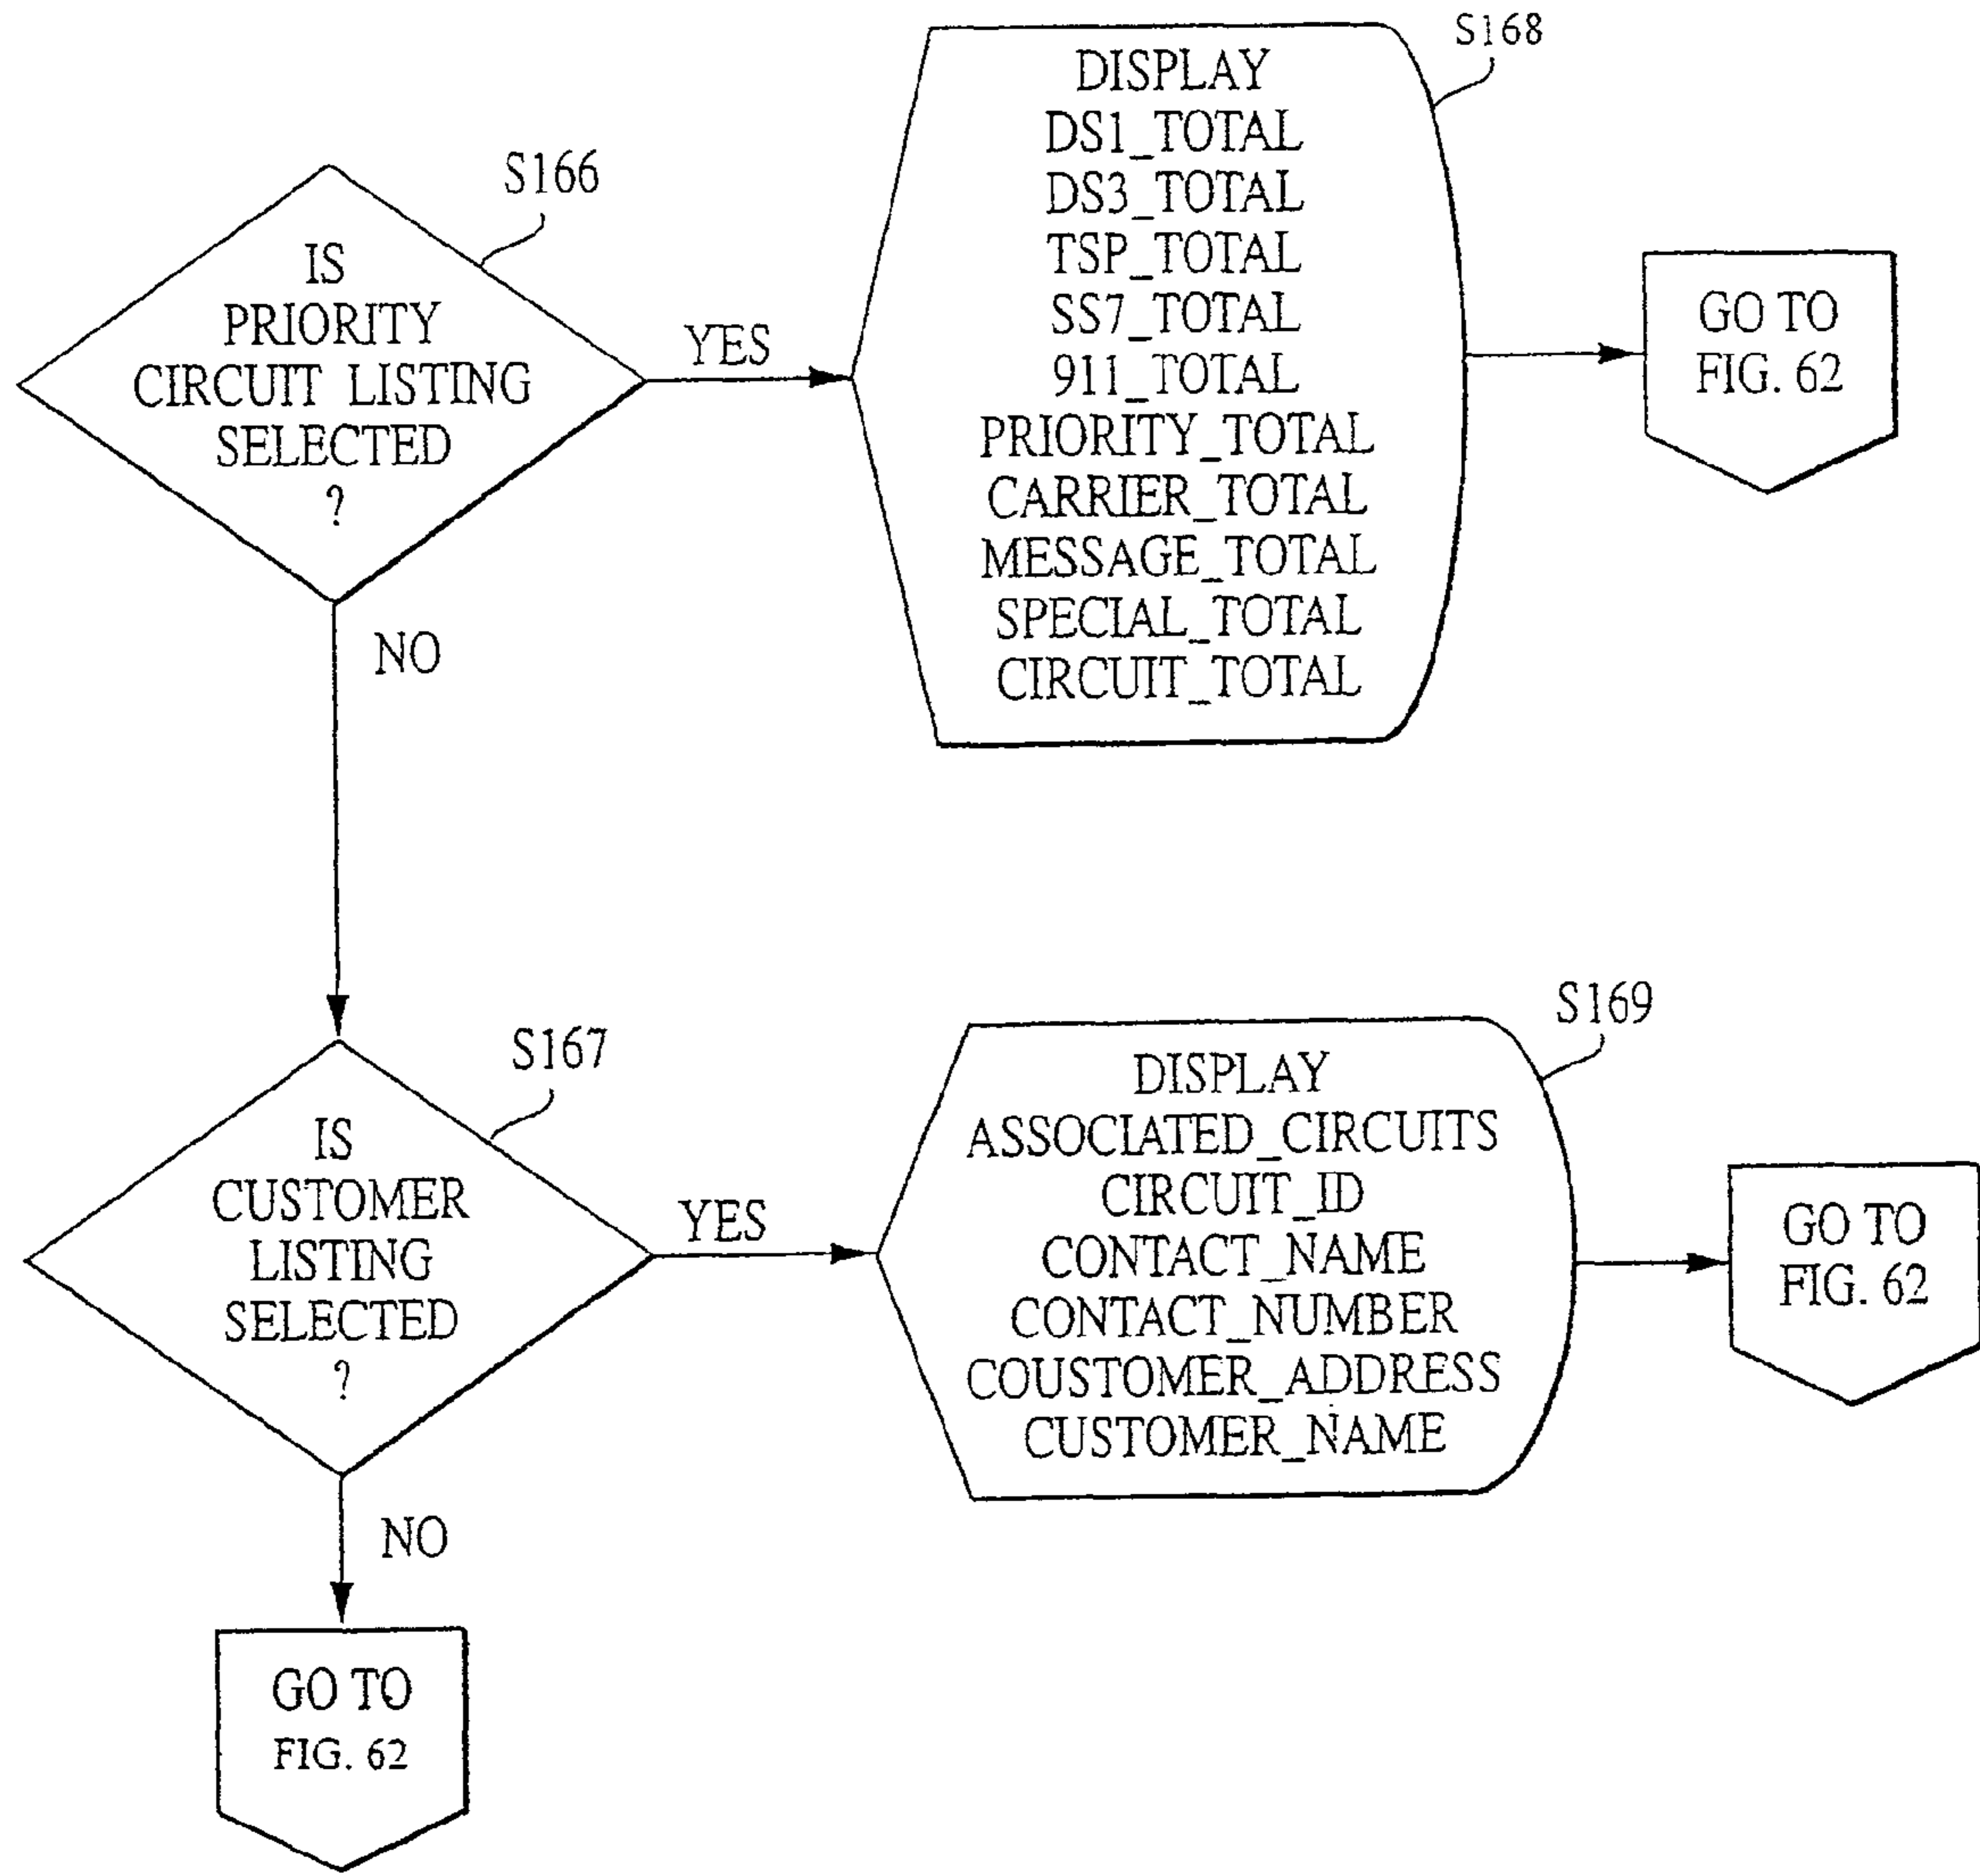 S166
IS
PRIORITY
CIRCUIT LISTING
SELECTED
?
YES
NO
S168
DISPLAY
DS1_TOTAL
DS3_TOTAL
TSP_TOTAL
SS7_TOTAL
911_TOTAL
PRIORITY_TOTAL
CARRIER_TOTAL
MESSAGE_TOTAL
SPECIAL_TOTAL
CIRCUIT_TOTAL
GO TO
FIG. 62
S167
IS
CUSTOMER
LISTING
SELECTED
?
YES
NO
S169
DISPLAY
ASSOCIATED_CIRCUITS
CIRCUIT_ID
CONTACT_NAME
CONTACT_NUMBER
COUSTOMER_ADDRESS
CUSTOMER_NAME
GO TO
FIG. 62
GO TO
FIG. 62